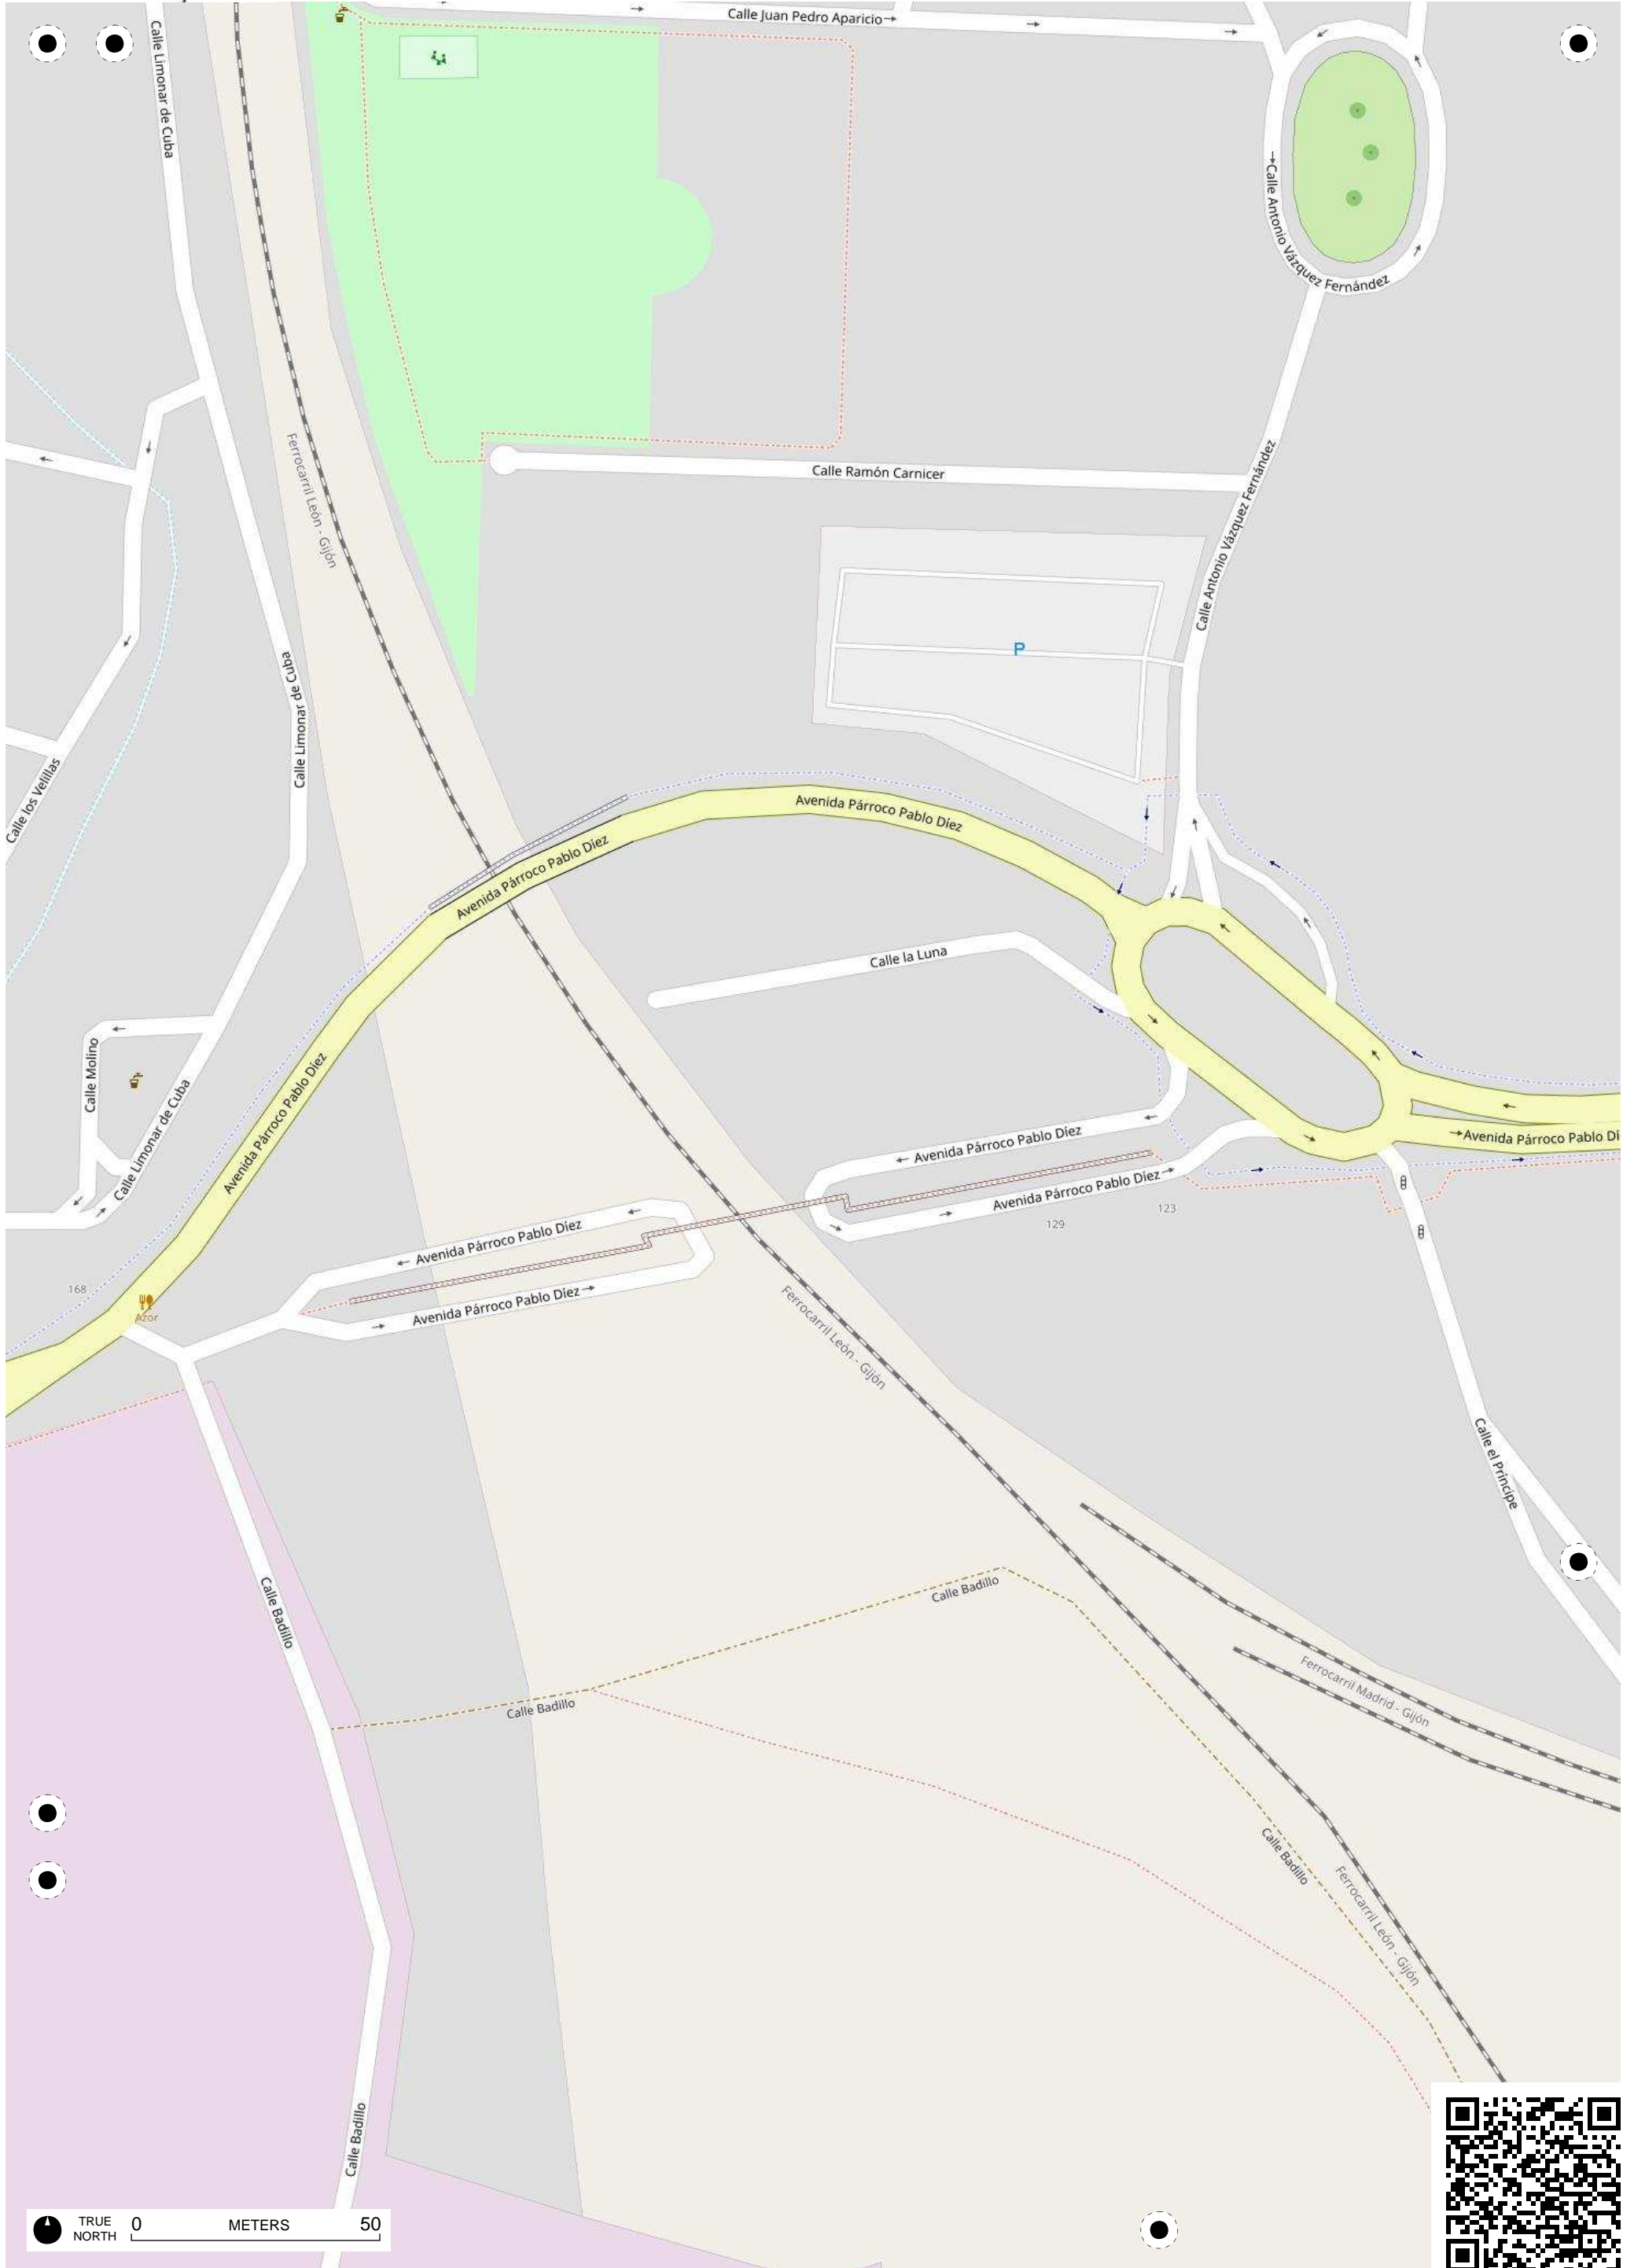 Calle Juan Pedro Aparicio
Calle Limonar de Cuba
Calle Antonio Vázquez Fernández
Ferrocarril León - Gijón
Calle Ramón Carnicer
Calle Antonio Vázquez Fernández
P
Calle Limonar de Cuba
Calle los Velillas
Avenida Párroco Pablo Díez
Avenida Párroco Pablo Díez
Calle la Luna
Calle Molino
Calle Limonar de Cuba
Avenida Párroco Pablo Díez
Avenida Párroco Pablo Díez
Avenida Párroco Pablo Dí
Avenida Párroco Pablo Díez
123
129
Avenida Párroco Pablo Díez
Avenida Párroco Pablo Díez
168
Azor
Ferrocarril León - Gijón
Calle el Príncipe
Calle Badillo
Calle Badillo
Calle Badillo
Ferrocarril Madrid - Gijón
Calle Badillo
Ferrocarril León - Gijón
Calle Badillo
TRUE
NORTH
0 METERS 50